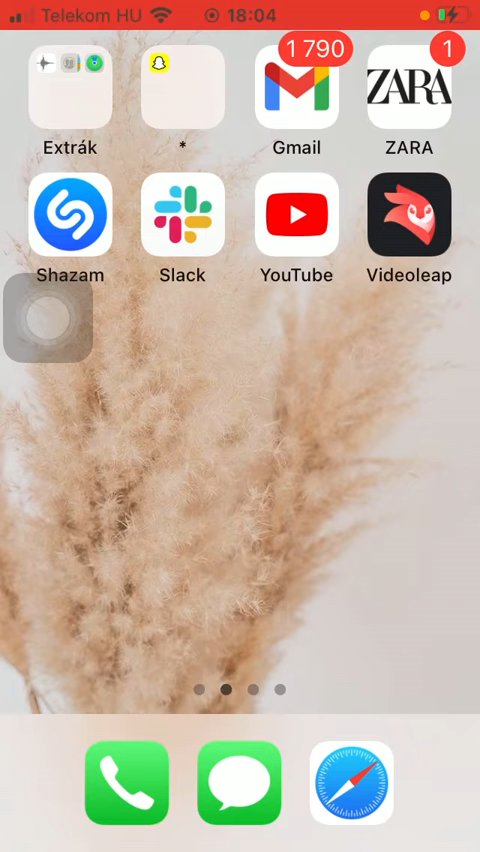 Telekom HU 18:04
1 790 1
ZARA
Extrák * Gmail ZARA
Shazam Slack YouTube Videoleap